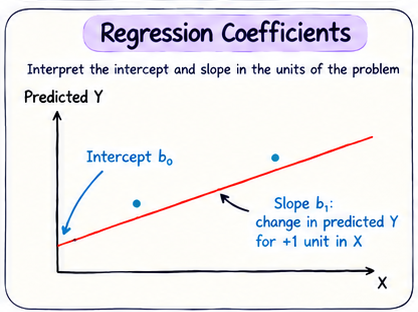 Regression Coefficients
Interpret the intercept and slope in the units of the problem
Predicted Y
Intercept b₀
Slope b₁:
change in predicted Y
for +1 unit in X
X